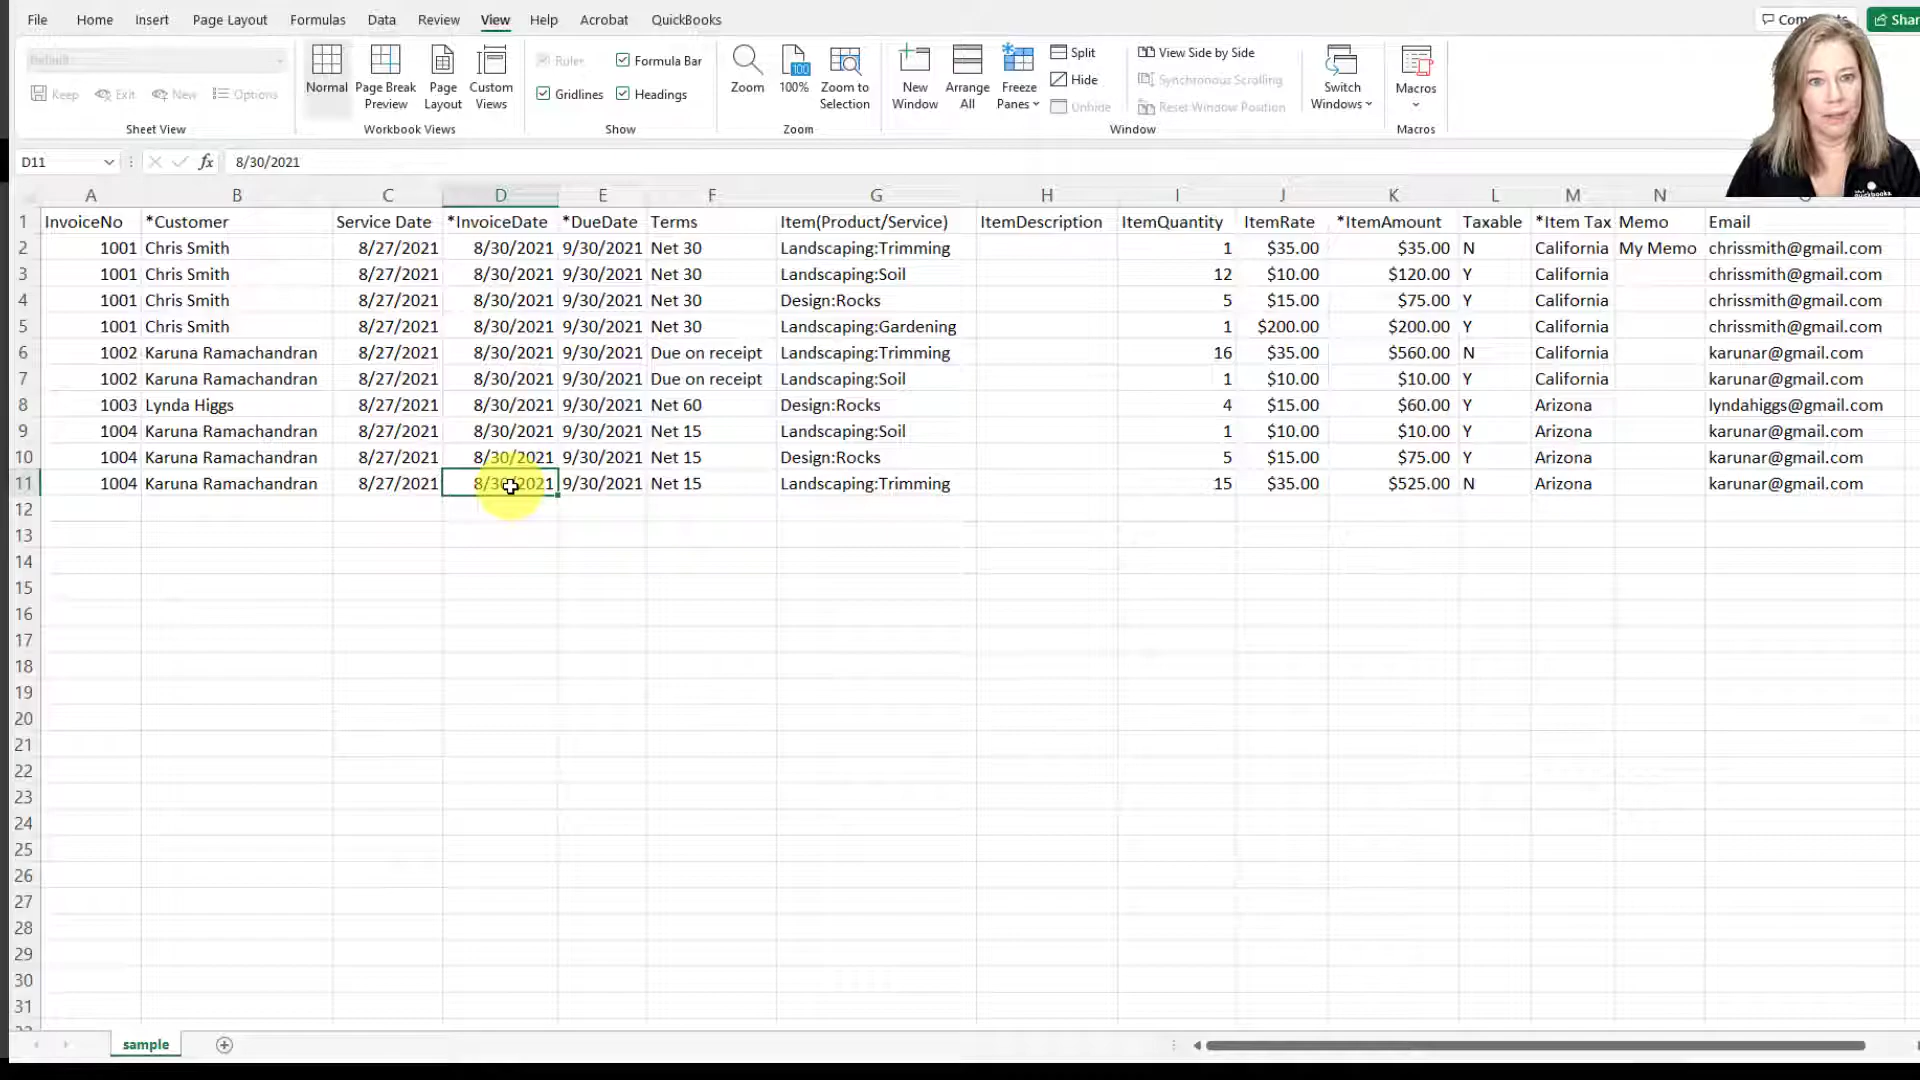 File Home Insert Page Layout Formulas Data Review View Help Acrobat QuickBooks
Default Ruler Formula Bar Split View Side by Side
Keep Exit New Options Gridlines Headings Hide Synchronous Scrolling
Normal Page Break Preview Page Layout Custom Views Zoom 100% Zoom to Selection New Window Arrange All Freeze Panes Unhide Reset Window Position Switch Windows Macros
Sheet View Workbook Views Show Zoom Window Macros
D11 fx 8/30/2021
A B C D E F G H I J K L M N
1 InvoiceNo *Customer Service Date *InvoiceDate *DueDate Terms Item(Product/Service) ItemDescription ItemQuantity ItemRate *ItemAmount Taxable *Item Tax Memo Email
2 1001 Chris Smith 8/27/2021 8/30/2021 9/30/2021 Net 30 Landscaping:Trimming 1 $35.00 $35.00 N California My Memo chrissmith@gmail.com
3 1001 Chris Smith 8/27/2021 8/30/2021 9/30/2021 Net 30 Landscaping:Soil 12 $10.00 $120.00 Y California chrissmith@gmail.com
4 1001 Chris Smith 8/27/2021 8/30/2021 9/30/2021 Net 30 Design:Rocks 5 $15.00 $75.00 Y California chrissmith@gmail.com
5 1001 Chris Smith 8/27/2021 8/30/2021 9/30/2021 Net 30 Landscaping:Gardening 1 $200.00 $200.00 Y California chrissmith@gmail.com
6 1002 Karuna Ramachandran 8/27/2021 8/30/2021 9/30/2021 Due on receipt Landscaping:Trimming 16 $35.00 $560.00 N California karunar@gmail.com
7 1002 Karuna Ramachandran 8/27/2021 8/30/2021 9/30/2021 Due on receipt Landscaping:Soil 1 $10.00 $10.00 Y California karunar@gmail.com
8 1003 Lynda Higgs 8/27/2021 8/30/2021 9/30/2021 Net 60 Design:Rocks 4 $15.00 $60.00 Y Arizona lyndahiggs@gmail.com
9 1004 Karuna Ramachandran 8/27/2021 8/30/2021 9/30/2021 Net 15 Landscaping:Soil 1 $10.00 $10.00 Y Arizona karunar@gmail.com
10 1004 Karuna Ramachandran 8/27/2021 8/30/2021 9/30/2021 Net 15 Design:Rocks 5 $15.00 $75.00 Y Arizona karunar@gmail.com
11 1004 Karuna Ramachandran 8/27/2021 8/30/2021 9/30/2021 Net 15 Landscaping:Trimming 15 $35.00 $525.00 N Arizona karunar@gmail.com
12
13
14
15
16
17
18
19
20
21
22
23
24
25
26
27
28
29
30
31
sample